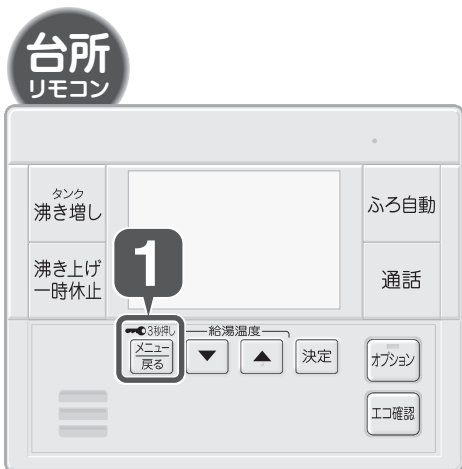 台所
リモコン
タンク
沸き増し
ふろ自動
沸き上げ
一時休止
1
通話
3秒押し
給湯温度
メニュー
戻る
▼
▲
決定
オプション
エコ確認